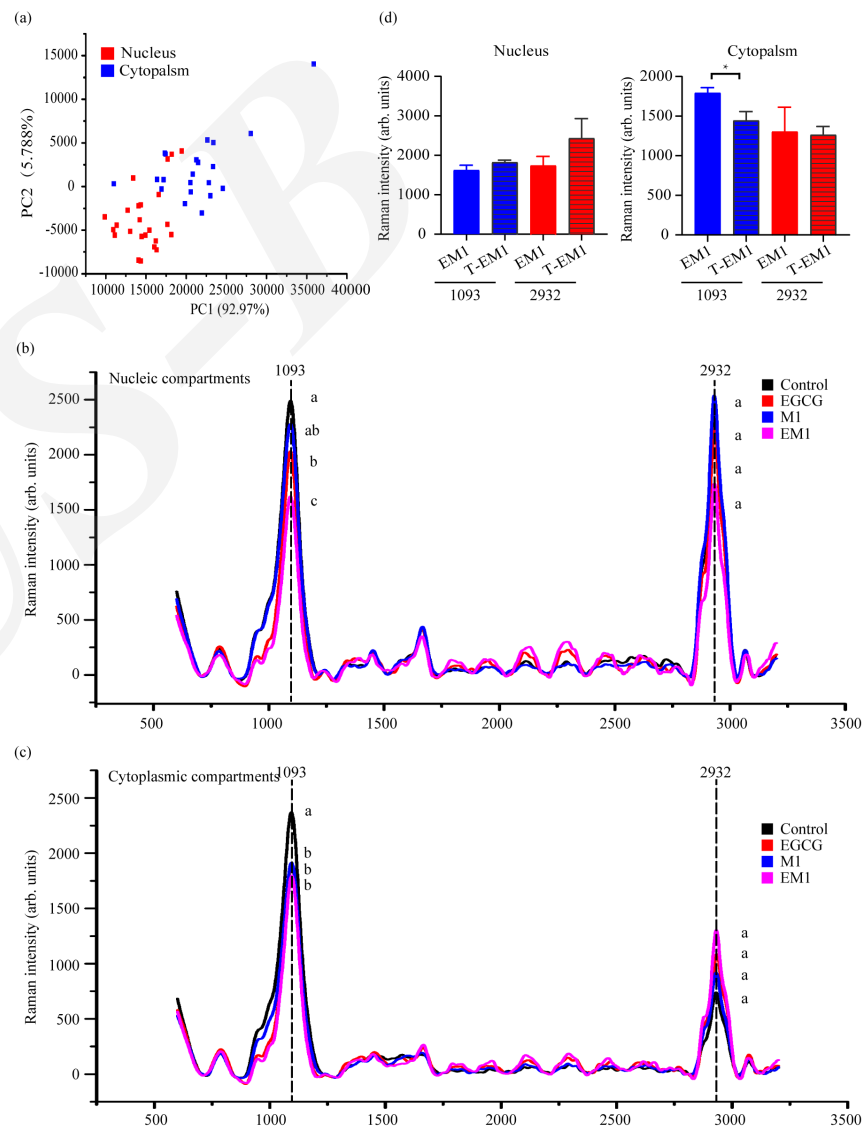 (a)
Nucleus
Cytopalsm
15000
10000
5000
0
-5000
-10000
PC2 (5.788%)
10000 15000 20000 25000 30000 35000 40000
PC1 (92.97%)
(d)
Nucleus
Raman intensity (arb. units)
4000
3000
2000
1000
0
EM1 T-EM1 EM1 T-EM1
1093 2932
Cytopalsm
Raman intensity (arb. units)
2000
1500
1000
500
0
*
EM1 T-EM1 EM1 T-EM1
1093 2932
(b)
Nucleic compartments
1093
2932
Raman intensity (arb. units)
2500
2000
1500
1000
500
0
a
ab
b
c
a
a
a
a
Control
EGCG
M1
EM1
500 1000 1500 2000 2500 3000 3500
(c)
Cytoplasmic compartments
1093
2932
Raman intensity (arb. units)
2500
2000
1500
1000
500
0
a
b
b
b
a
a
a
a
Control
EGCG
M1
EM1
500 1000 1500 2000 2500 3000 3500